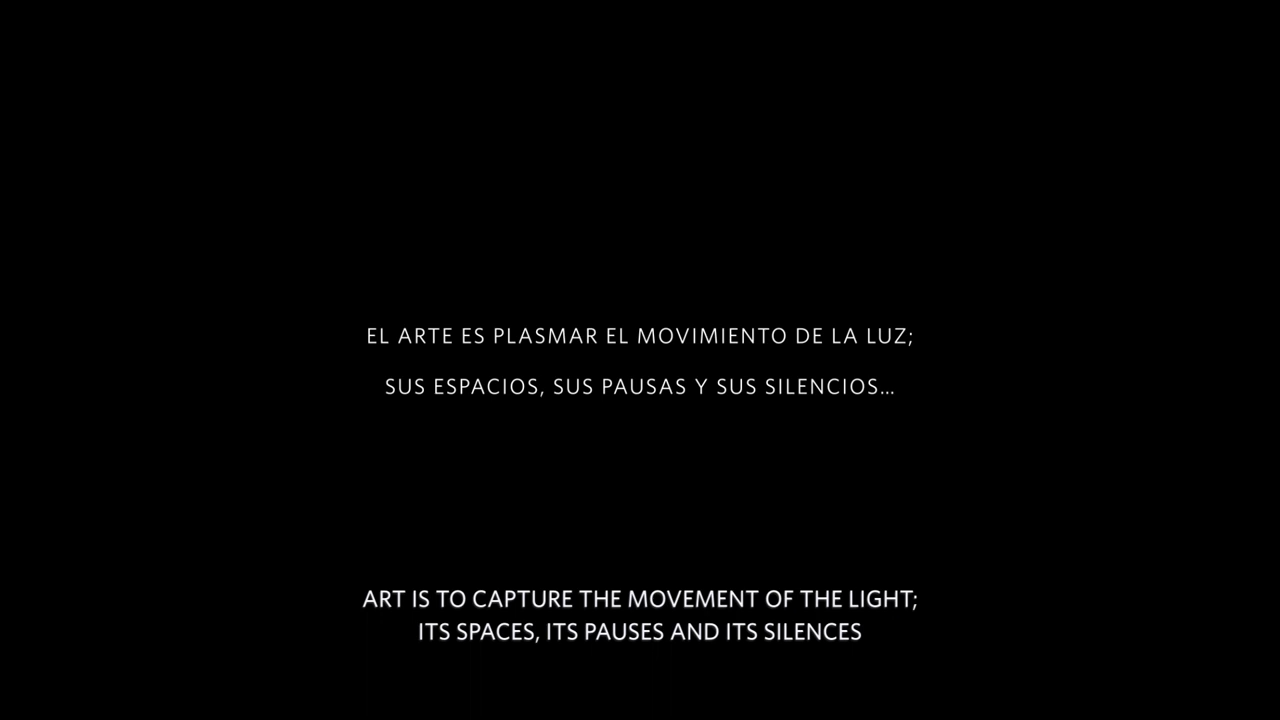 EL ARTE ES PLASMAR EL MOVIMIENTO DE LA LUZ;
SUS ESPACIOS, SUS PAUSAS Y SUS SILENCIOS...
ART IS TO CAPTURE THE MOVEMENT OF THE LIGHT;
ITS SPACES, ITS PAUSES AND ITS SILENCES